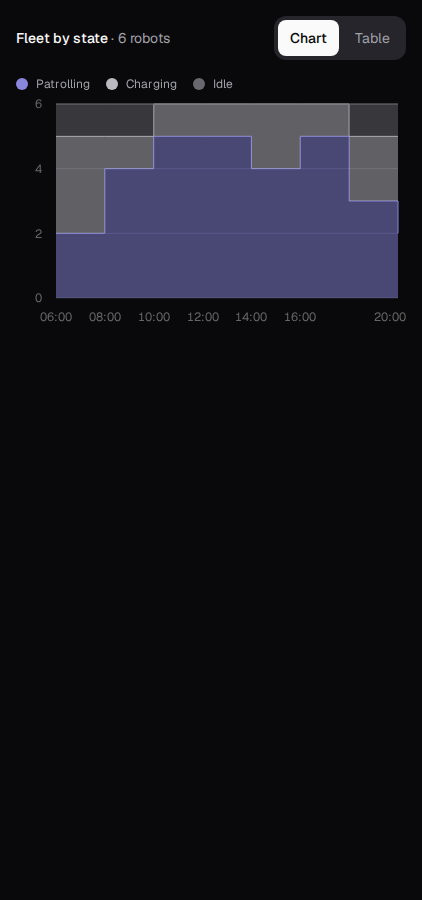 Fleet by state · 6 robots
Chart Table
Patrolling Charging Idle
6
4
2
0
06:00 08:00 10:00 12:00 14:00 16:00 20:00